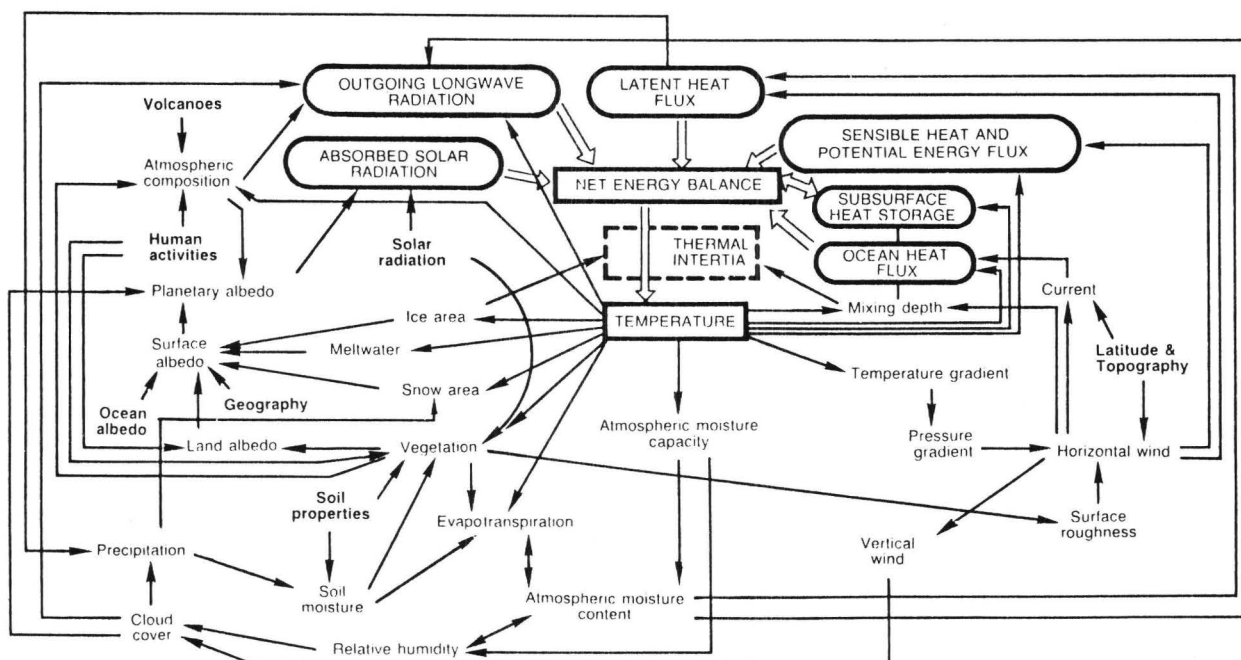 OUTGOING LONGWAVE
RADIATION
LATENT HEAT
FLUX
Volcanoes
SENSIBLE HEAT AND
POTENTIAL ENERGY FLUX
ABSORBED SOLAR
RADIATION
Atmospheric
composition
NET ENERGY BALANCE
SUBSURFACE
HEAT STORAGE
Human
activities
Solar
radiation
THERMAL
INTERTIA
OCEAN HEAT
FLUX
Planetary albedo
Current
Ice area
Mixing depth
TEMPERATURE
Surface
albedo
Meltwater
Latitude &
Topography
Temperature gradient
Snow area
Geography
Ocean
albedo
Atmospheric moisture
capacity
Land albedo
Vegetation
Pressure
gradient
Horizontal wind
Soil
properties
Evapotranspiration
Surface
roughness
Precipitation
Vertical
wind
Soil
moisture
Atmospheric moisture
content
Cloud
cover
Relative humidity